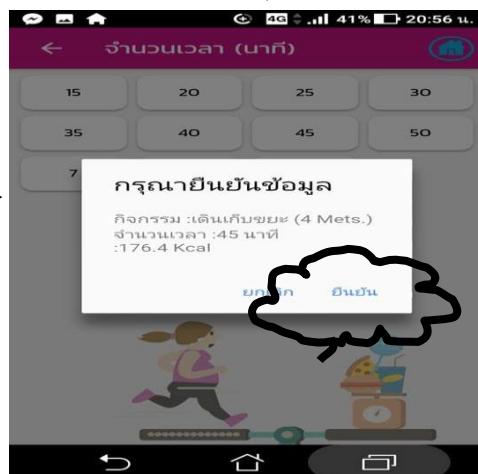 4G 41% 20:56 น.
จำนวนเวลา (นาที)
15 20 25 30
35 40 45 50
7
กรุณายืนยันข้อมูล
กิจกรรม :เดินเก็บขยะ (4 Mets.)
จำนวนเวลา :45 นาที
:176.4 Kcal
ยกเลิก ยืนยัน